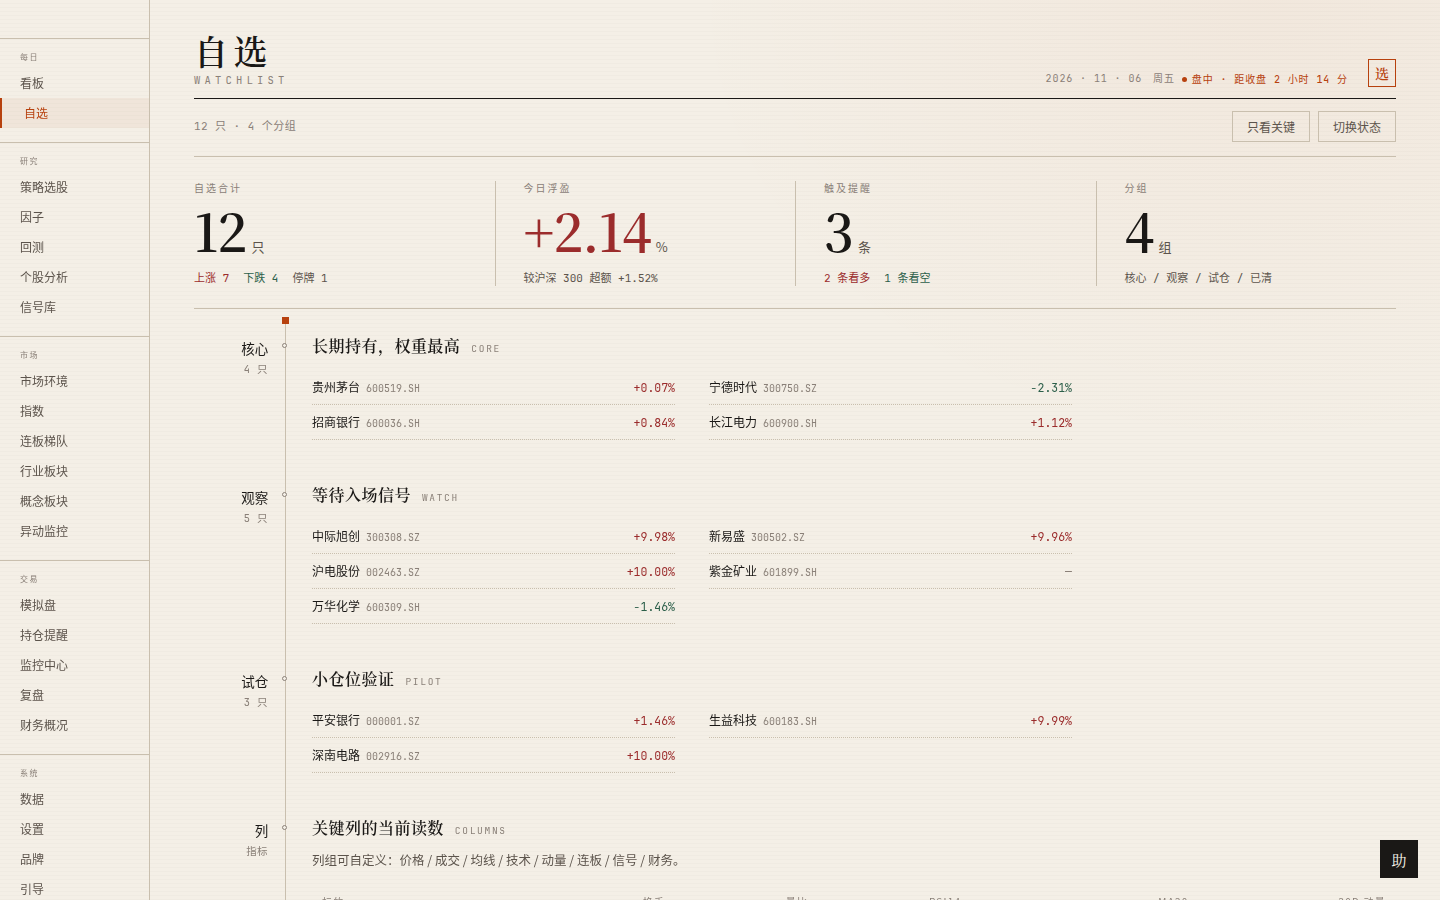 每日
看板
自选
研究
策略选股
因子
回测
个股分析
信号库
市场
市场环境
指数
连板梯队
行业板块
概念板块
异动监控
交易
模拟盘
持仓提醒
监控中心
复盘
财务概况
系统
数据
设置
品牌
引导
自选
WATCHLIST
2026 · 11 · 06 周五 盘中 · 距收盘 2 小时 14 分
选
12 只 · 4 个分组
只看关键
切换状态
自选合计
12 只
上涨 7 下跌 4 停牌 1
今日浮盈
+2.14 %
较沪深 300 超额 +1.52%
触及提醒
3 条
2 条看多 1 条看空
分组
4 组
核心 / 观察 / 试仓 / 已清
核心
4 只
长期持有，权重最高 CORE
贵州茅台 600519.SH +0.07%
宁德时代 300750.SZ -2.31%
招商银行 600036.SH +0.84%
长江电力 600900.SH +1.12%
观察
5 只
等待入场信号 WATCH
中际旭创 300308.SZ +9.98%
新易盛 300502.SZ +9.96%
沪电股份 002463.SZ +10.00%
紫金矿业 601899.SH —
万华化学 600309.SH -1.46%
试仓
3 只
小仓位验证 PILOT
平安银行 000001.SZ +1.46%
生益科技 600183.SH +9.99%
深南电路 002916.SZ +10.00%
列
指标
关键列的当前读数 COLUMNS
列组可自定义：价格 / 成交 / 均线 / 技术 / 动量 / 连板 / 信号 / 财务。
助